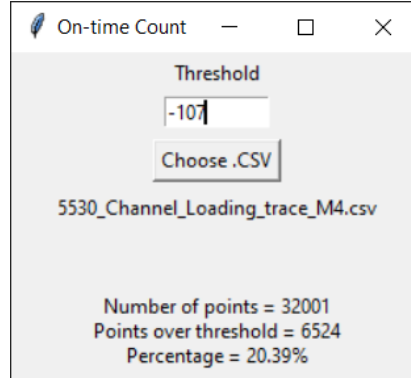 On-time Count
Threshold
-107
Choose .CSV
5530_Channel_Loading_trace_M4.csv
Number of points = 32001
Points over threshold = 6524
Percentage = 20.39%